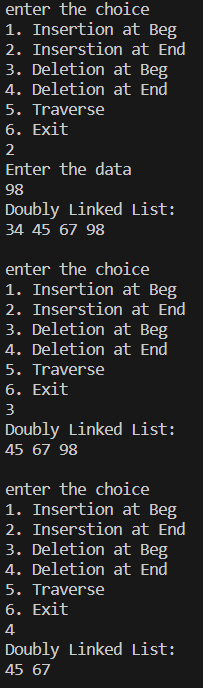 enter the choice
1. Insertion at Beg
2. Inserstion at End
3. Deletion at Beg
4. Deletion at End
5. Traverse
6. Exit
2
Enter the data
98
Doubly Linked List:
34 45 67 98
enter the choice
1. Insertion at Beg
2. Inserstion at End
3. Deletion at Beg
4. Deletion at End
5. Traverse
6. Exit
3
Doubly Linked List:
45 67 98
enter the choice
1. Insertion at Beg
2. Inserstion at End
3. Deletion at Beg
4. Deletion at End
5. Traverse
6. Exit
4
Doubly Linked List:
45 67